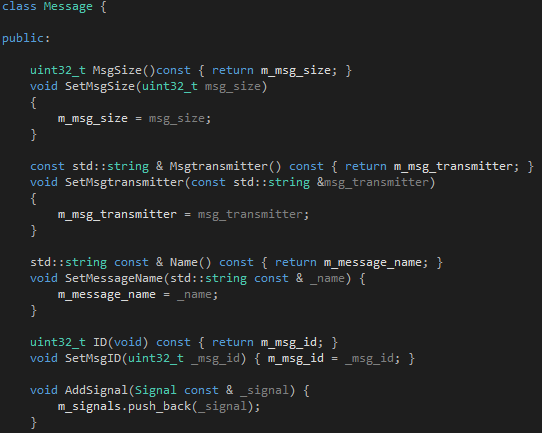 class Message {
public:
uint32_t MsgSize()const { return m_msg_size; }
void SetMsgSize(uint32_t msg_size)
{
m_msg_size = msg_size;
}
const std::string & Msgtransmitter() const { return m_msg_transmitter; }
void SetMsgtransmitter(const std::string &msg_transmitter)
{
m_msg_transmitter = msg_transmitter;
}
std::string const & Name() const { return m_message_name; }
void SetMessageName(std::string const & _name) {
m_message_name = _name;
}
uint32_t ID(void) const { return m_msg_id; }
void SetMsgID(uint32_t _msg_id) { m_msg_id = _msg_id; }
void AddSignal(Signal const & _signal) {
m_signals.push_back(_signal);
}